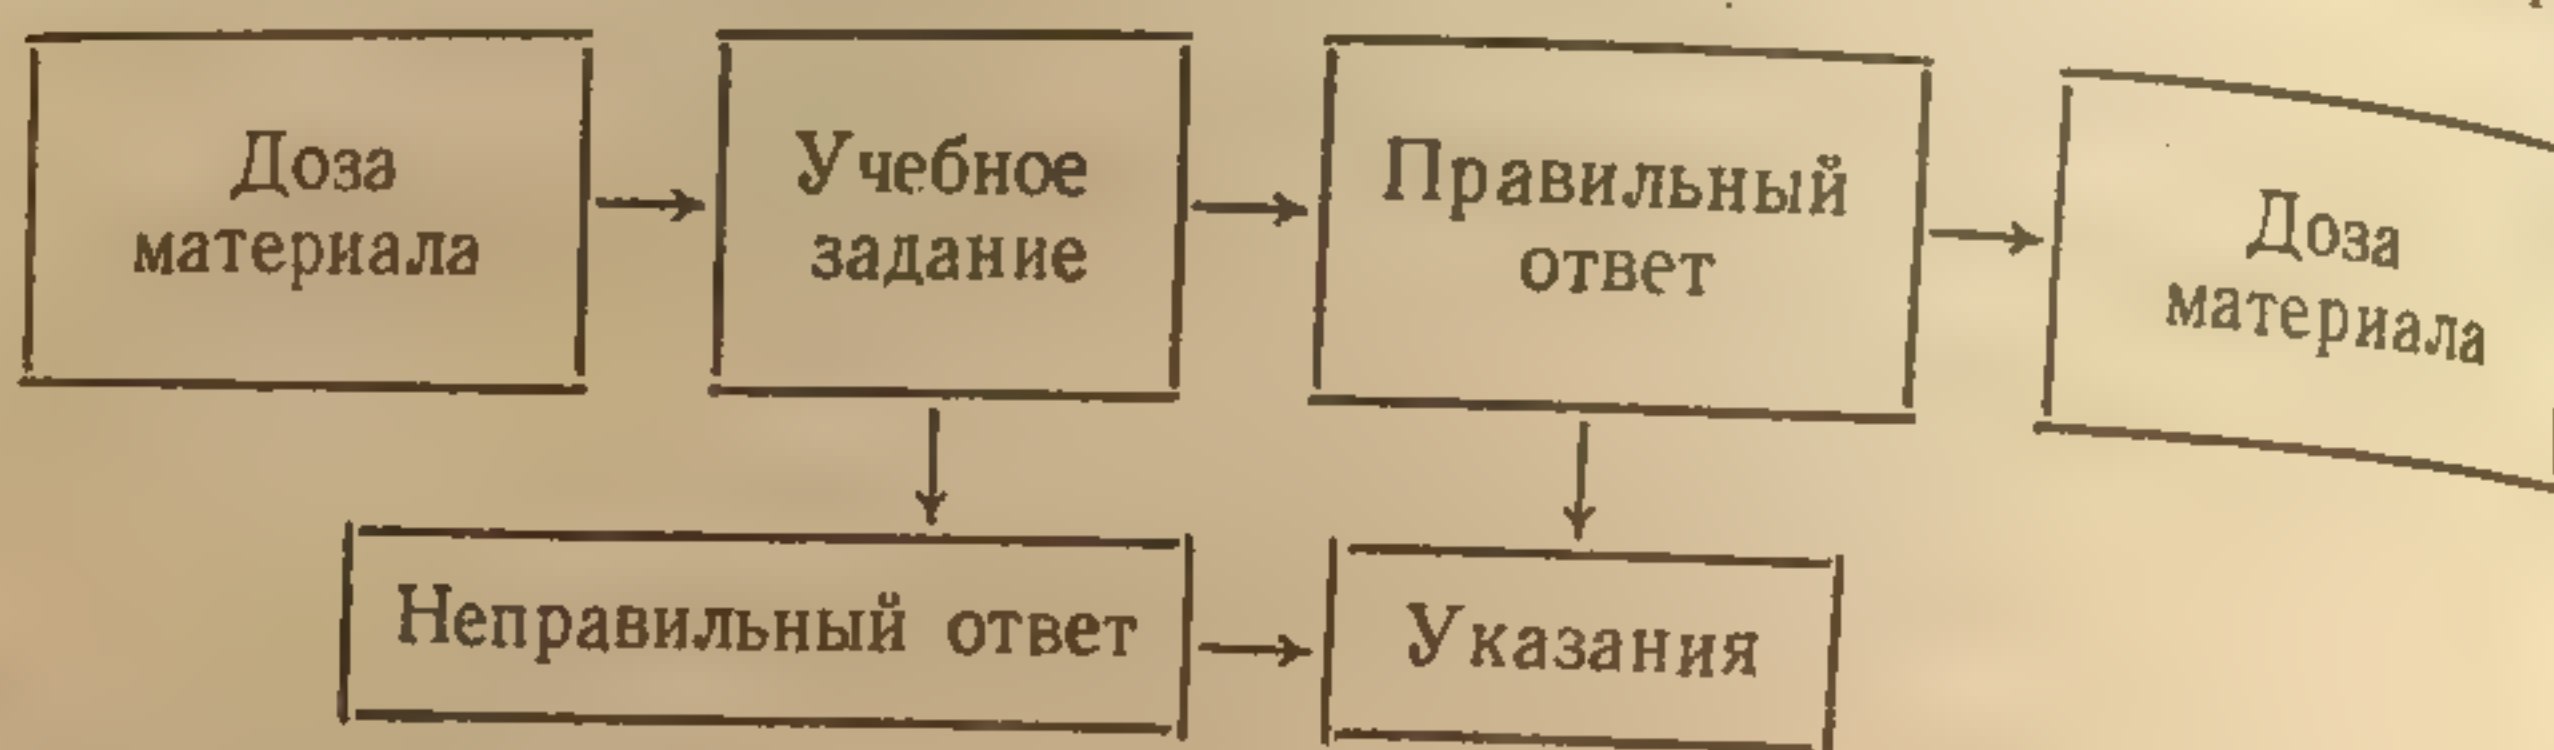 Доза
материала
Учебное
задание
Правильный
ответ
Доза
материала
Неправильный ответ
Указания